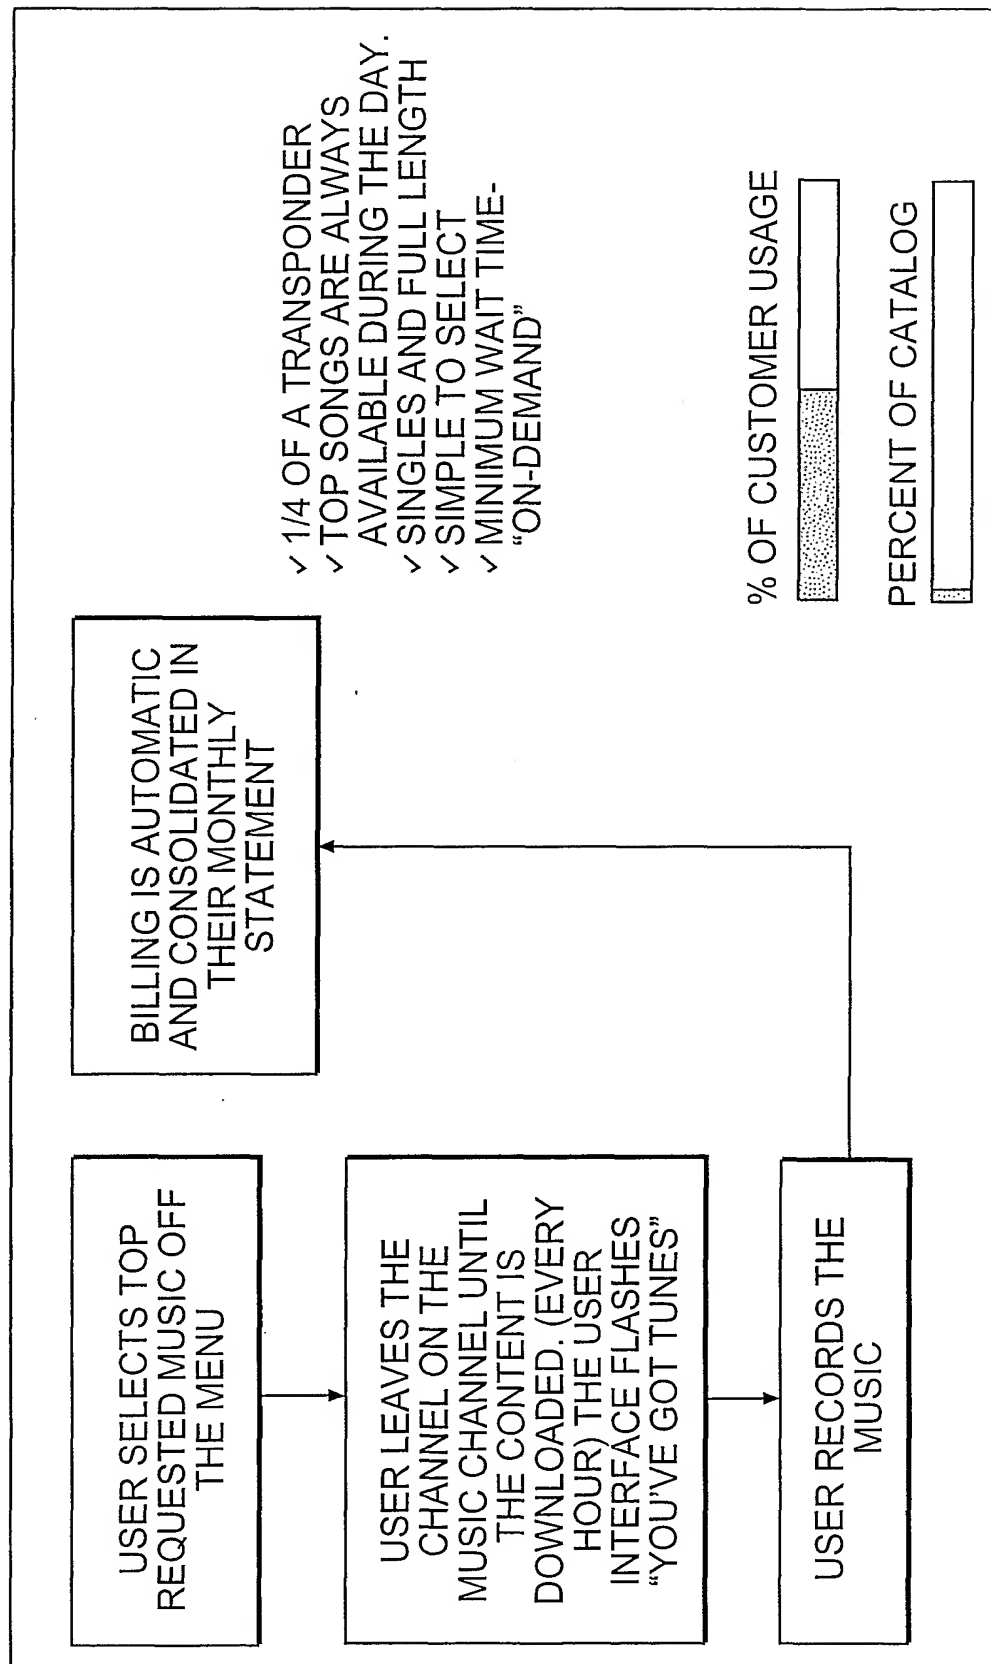 USER SELECTS TOP
REQUESTED MUSIC OFF
THE MENU
USER LEAVES THE
CHANNEL ON THE
MUSIC CHANNEL UNTIL
THE CONTENT IS
DOWNLOADED. (EVERY
HOUR) THE USER
INTERFACE FLASHES
“YOU’VE GOT TUNES”
USER RECORDS THE
MUSIC
BILLING IS AUTOMATIC
AND CONSOLIDATED IN
THEIR MONTHLY
STATEMENT
✓ 1/4 OF A TRANSPONDER
✓ TOP SONGS ARE ALWAYS
AVAILABLE DURING THE DAY.
✓ SINGLES AND FULL LENGTH
✓ SIMPLE TO SELECT
✓ MINIMUM WAIT TIME-
“ON-DEMAND”
% OF CUSTOMER USAGE
PERCENT OF CATALOG